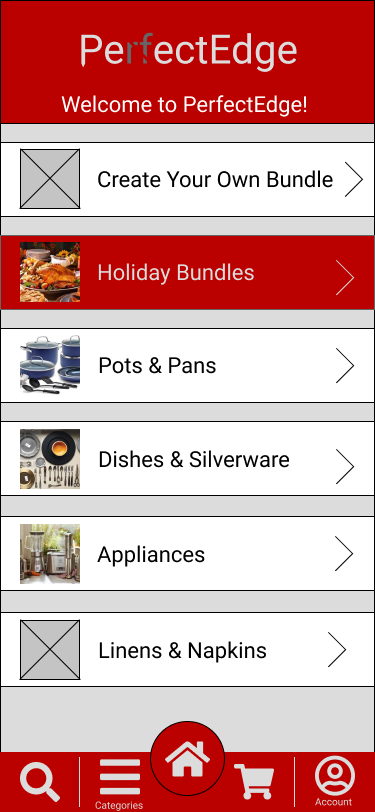 PerfectEdge
Welcome to PerfectEdge!
Create Your Own Bundle
Holiday Bundles
Pots & Pans
Dishes & Silverware
Appliances
Linens & Napkins
Categories
Account